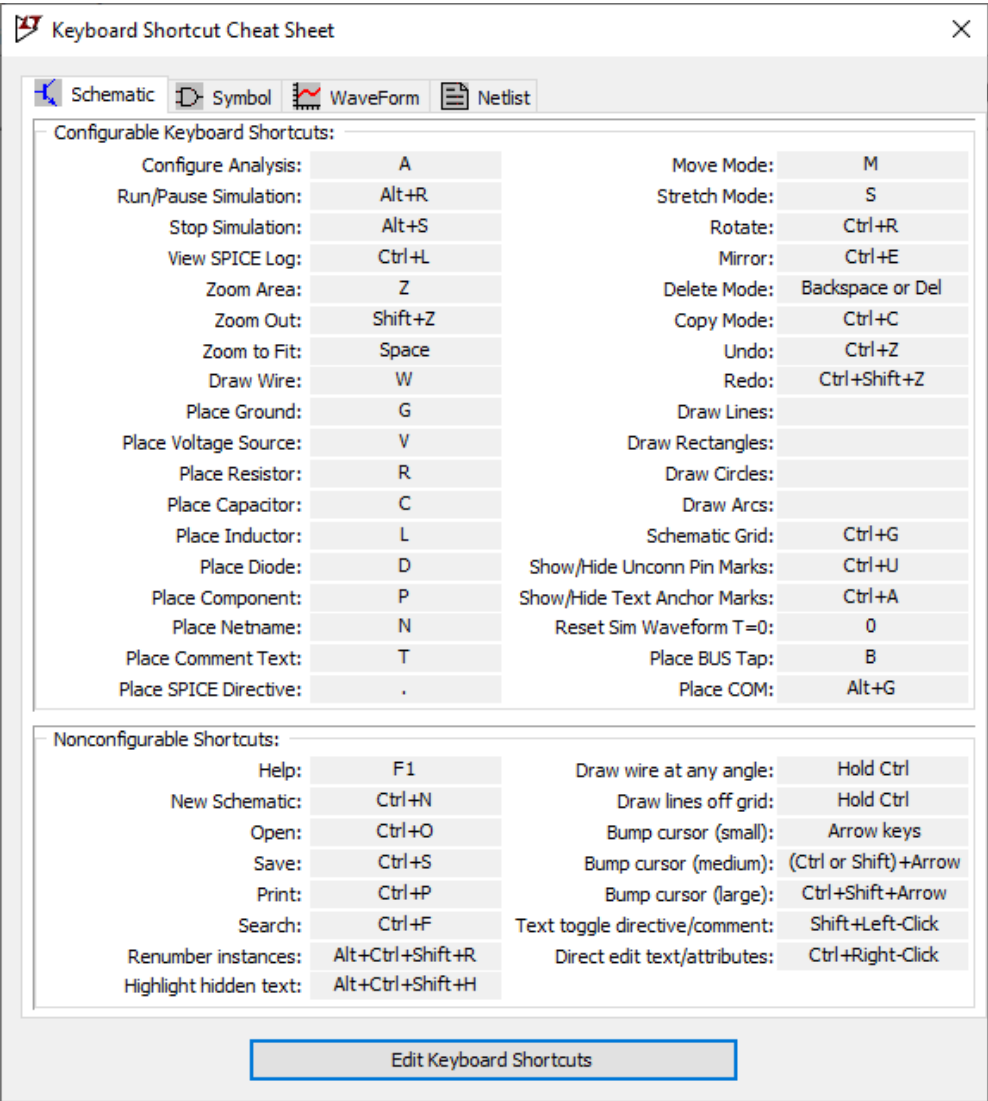 Keyboard Shortcut Cheat Sheet
Schematic Symbol WaveForm Netlist
Configurable Keyboard Shortcuts:
Configure Analysis: A
Run/Pause Simulation: Alt+R
Stop Simulation: Alt+S
View SPICE Log: Ctrl+L
Zoom Area: Z
Zoom Out: Shift+Z
Zoom to Fit: Space
Draw Wire: W
Place Ground: G
Place Voltage Source: V
Place Resistor: R
Place Capacitor: C
Place Inductor: L
Place Diode: D
Place Component: P
Place Netname: N
Place Comment Text: T
Place SPICE Directive: .
Move Mode: M
Stretch Mode: S
Rotate: Ctrl+R
Mirror: Ctrl+E
Delete Mode: Backspace or Del
Copy Mode: Ctrl+C
Undo: Ctrl+Z
Redo: Ctrl+Shift+Z
Draw Lines:
Draw Rectangles:
Draw Circles:
Draw Arcs:
Schematic Grid: Ctrl+G
Show/Hide Unconn Pin Marks: Ctrl+U
Show/Hide Text Anchor Marks: Ctrl+A
Reset Sim Waveform T=0: 0
Place BUS Tap: B
Place COM: Alt+G
Nonconfigurable Shortcuts:
Help: F1
New Schematic: Ctrl+N
Open: Ctrl+O
Save: Ctrl+S
Print: Ctrl+P
Search: Ctrl+F
Renumber instances: Alt+Ctrl+Shift+R
Highlight hidden text: Alt+Ctrl+Shift+H
Draw wire at any angle: Hold Ctrl
Draw lines off grid: Hold Ctrl
Bump cursor (small): Arrow keys
Bump cursor (medium): (Ctrl or Shift)+Arrow
Bump cursor (large): Ctrl+Shift+Arrow
Text toggle directive/comment: Shift+Left-Click
Direct edit text/attributes: Ctrl+Right-Click
Edit Keyboard Shortcuts